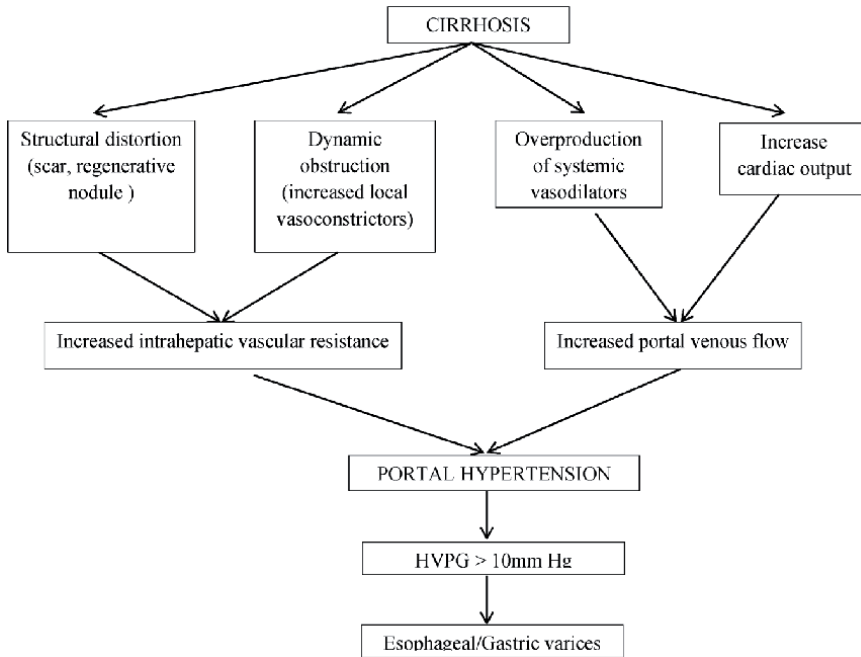 CIRRHOSIS
Structural distortion
(scar, regenerative
nodule )
Dynamic
obstruction
(increased local
vasoconstrictors)
Overproduction
of systemic
vasodilators
Increase
cardiac output
Increased intrahepatic vascular resistance
Increased portal venous flow
PORTAL HYPERTENSION
HVPG > 10mm Hg
Esophageal/Gastric varices